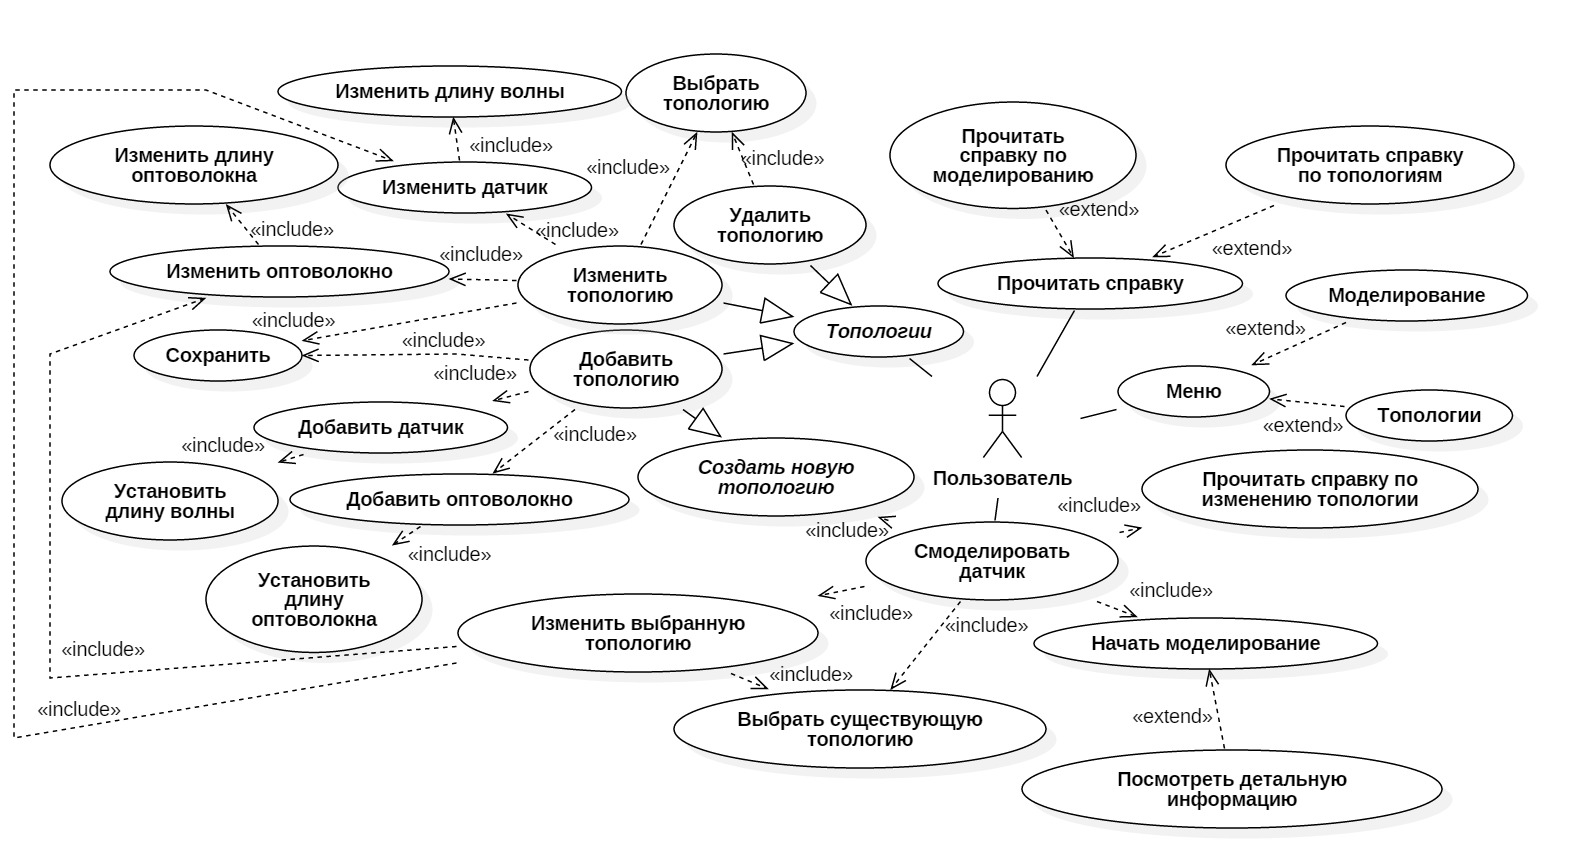 Изменить длину волны
Выбрать
топологию
«include»
Изменить длину
оптоволокна
Изменить датчик
«include»
«include»
Прочитать
справку по
моделированию
Прочитать справку
по топологиям
Удалить
топологию
«extend»
«include»
«include»
«include»
«extend»
Изменить оптоволокно
Изменить
топологию
Прочитать справку
Моделирование
«include»
«extend»
Топологии
«include»
Сохранить
Добавить
топологию
«include»
Меню
Топологии
«extend»
Добавить датчик
«include»
«include»
Создать новую
топологию
Пользователь
Прочитать справку по
изменению топологии
«include»
Установить
длину волны
Добавить оптоволокно
«include»
«include»
Смоделировать
датчик
Установить
длину
оптоволокна
«include»
«include»
«include»
Изменить выбранную
топологию
Начать моделирование
«include»
«include»
«include»
«extend»
Выбрать существующую
топологию
Посмотреть детальную
информацию